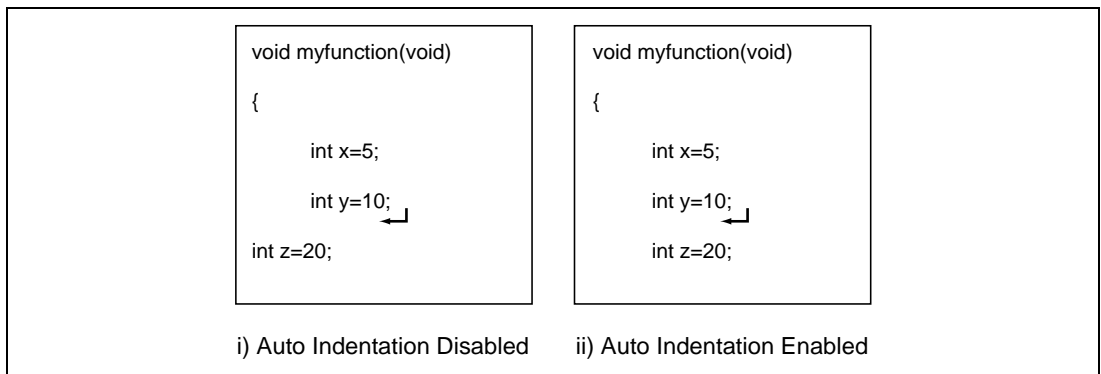 void myfunction(void)
{
int x=5;
int y=10;
int z=20;
i) Auto Indentation Disabled
void myfunction(void)
{
int x=5;
int y=10;
int z=20;
ii) Auto Indentation Enabled